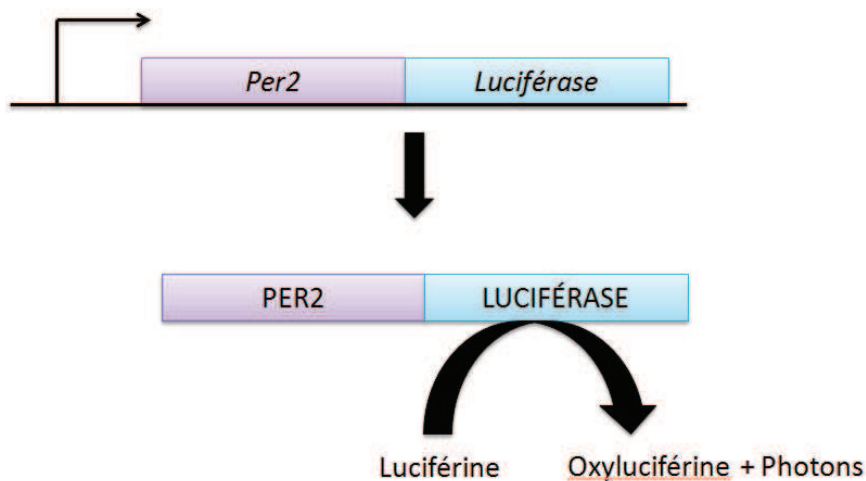 Per2 Luciférase
PER2 LUCIFÉRASE
Luciférine Oxyluciférine + Photons